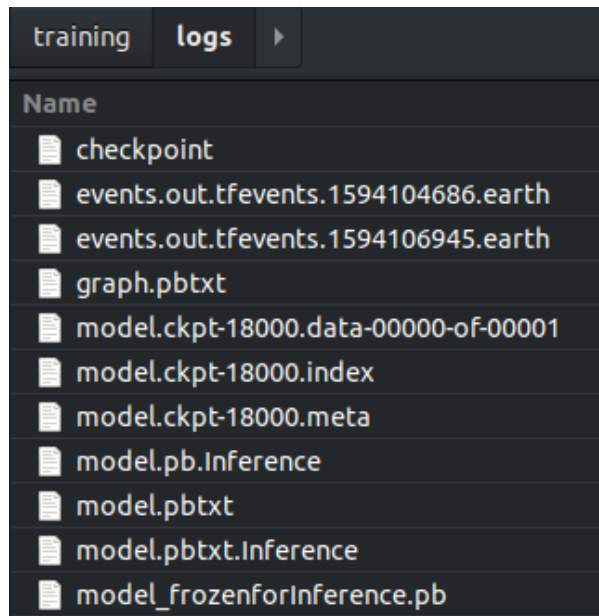 training logs
Name
checkpoint
events.out.tfevents.1594104686.earth
events.out.tfevents.1594106945.earth
graph.pbtxt
model.ckpt-18000.data-00000-of-00001
model.ckpt-18000.index
model.ckpt-18000.meta
model.pb.Inference
model.pbtxt
model.pbtxt.Inference
model_frozenforInference.pb